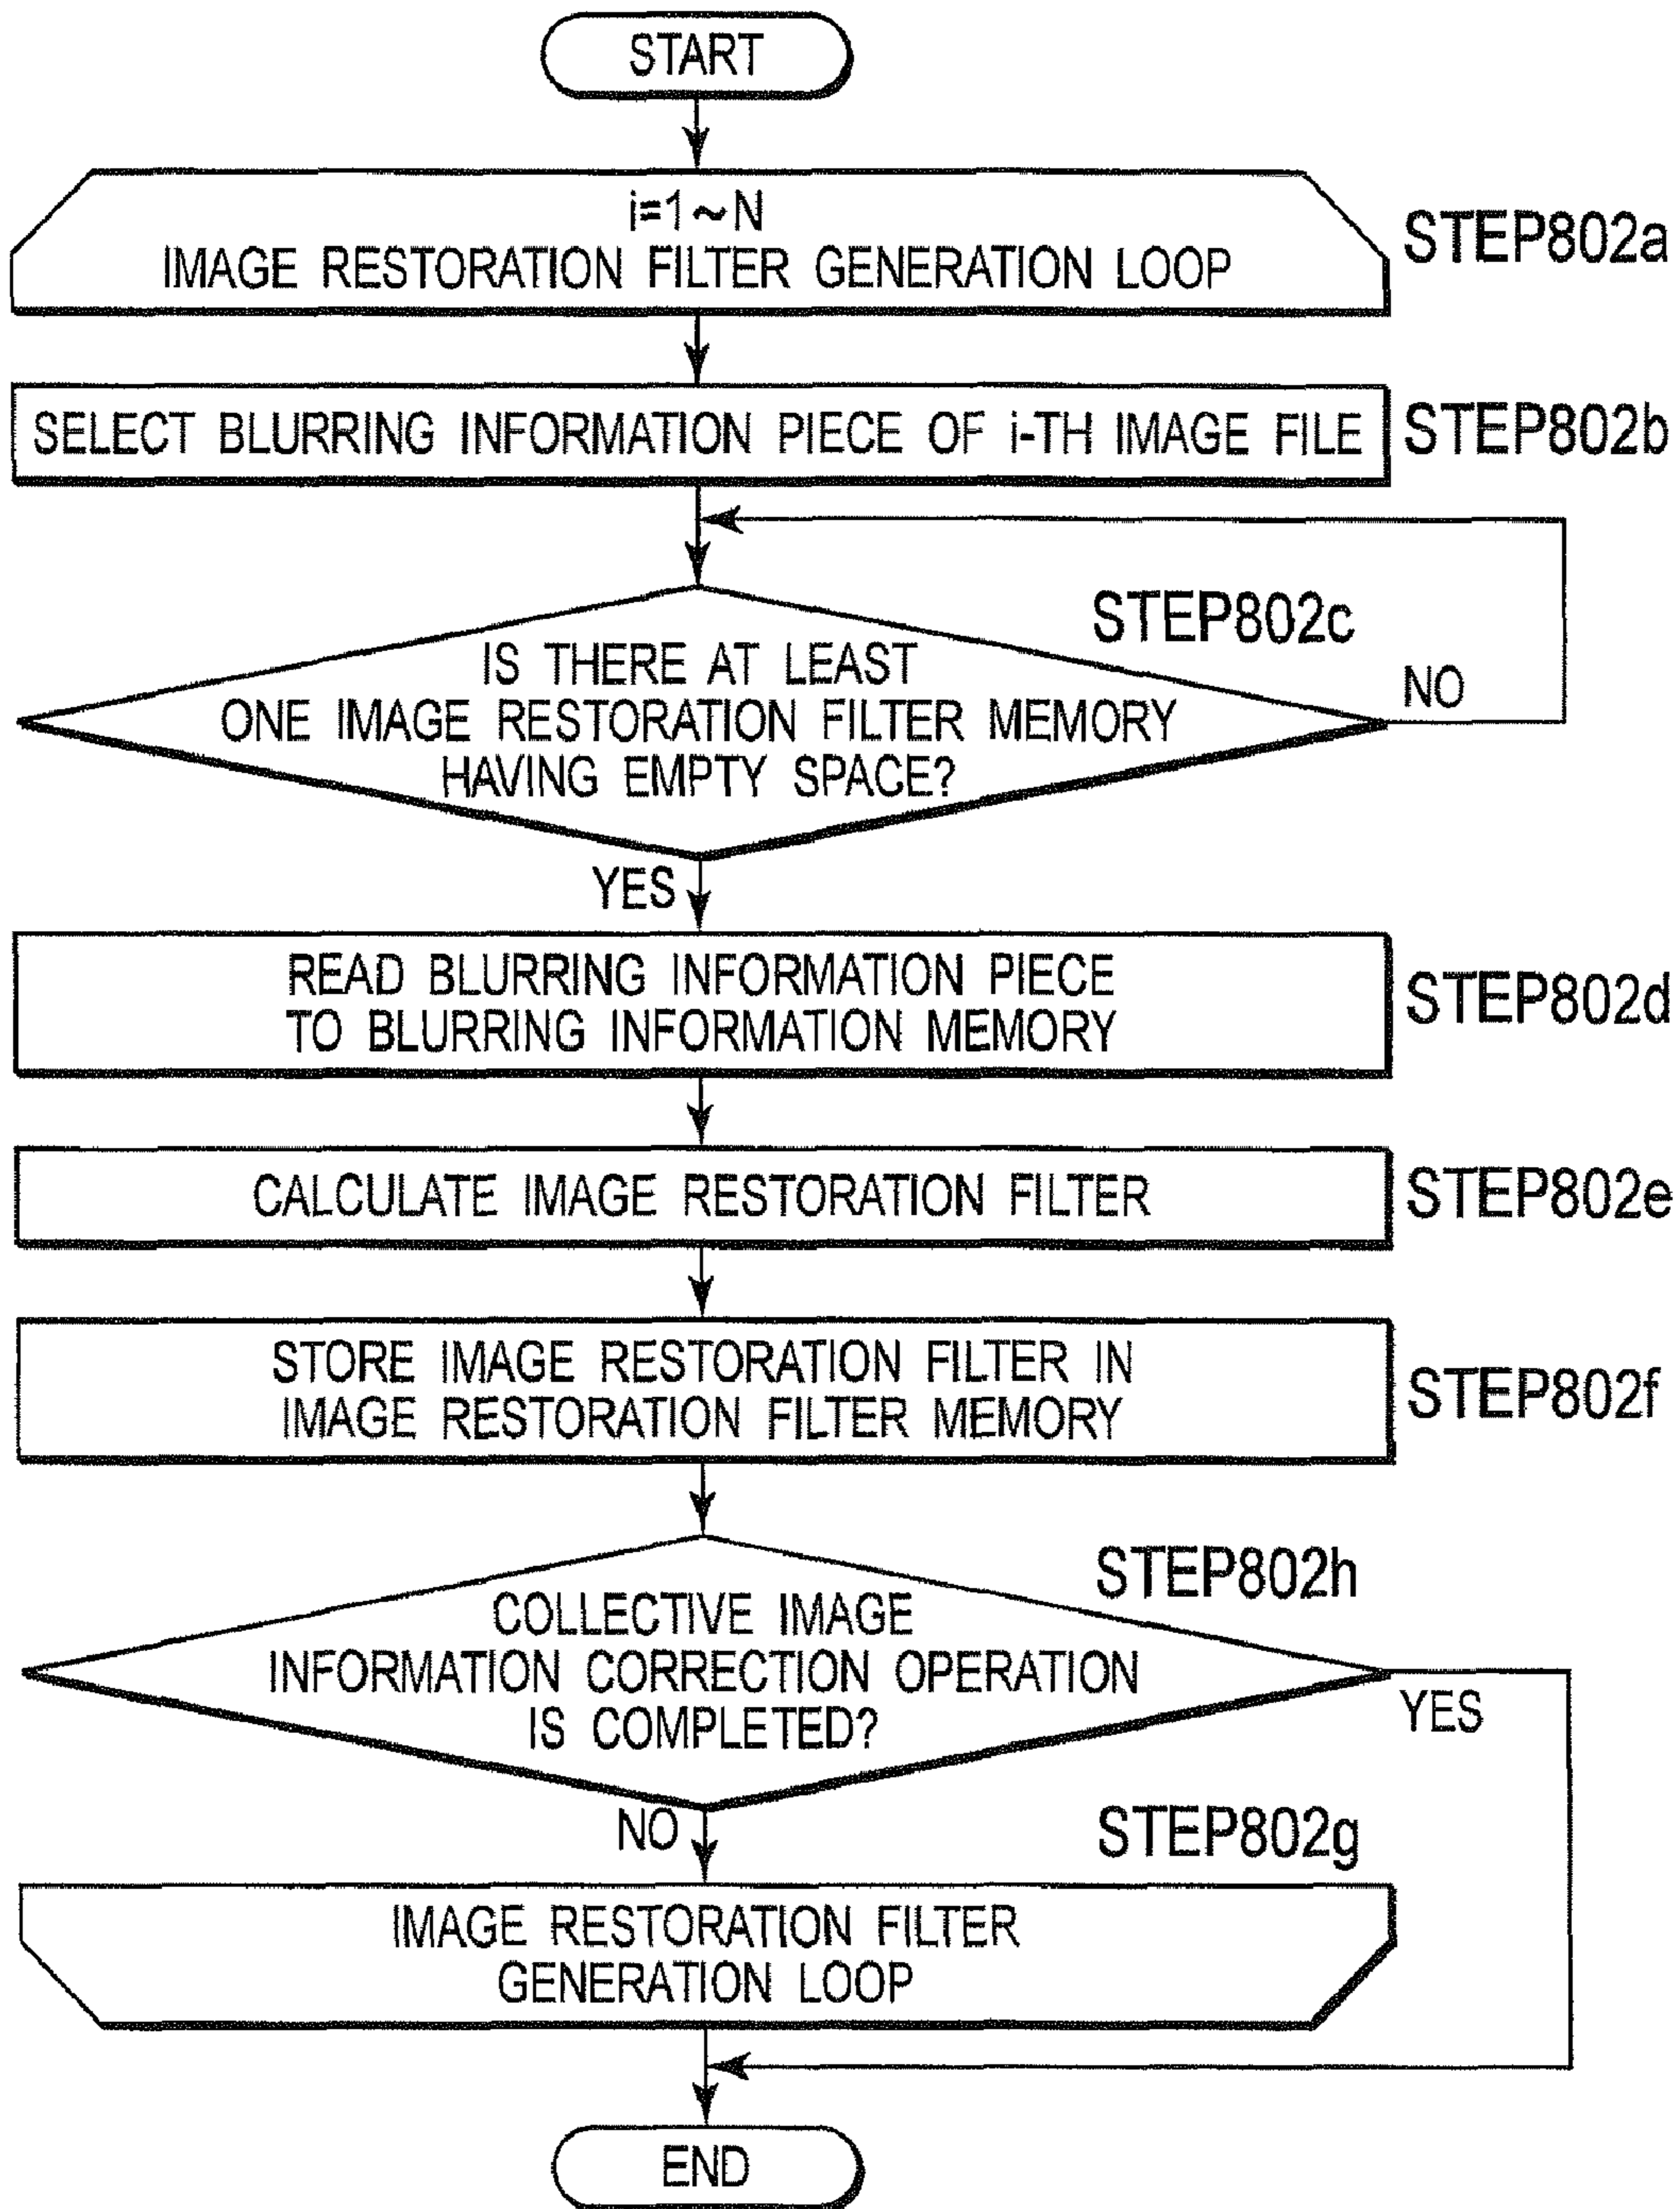 START
i=1~N
IMAGE RESTORATION FILTER GENERATION LOOP
STEP802a
SELECT BLURRING INFORMATION PIECE OF i-TH IMAGE FILE
STEP802b
STEP802c
IS THERE AT LEAST
ONE IMAGE RESTORATION FILTER MEMORY
HAVING EMPTY SPACE?
NO
YES
READ BLURRING INFORMATION PIECE
TO BLURRING INFORMATION MEMORY
STEP802d
CALCULATE IMAGE RESTORATION FILTER
STEP802e
STORE IMAGE RESTORATION FILTER IN
IMAGE RESTORATION FILTER MEMORY
STEP802f
STEP802h
COLLECTIVE IMAGE
INFORMATION CORRECTION OPERATION
IS COMPLETED?
YES
NO
STEP802g
IMAGE RESTORATION FILTER
GENERATION LOOP
END